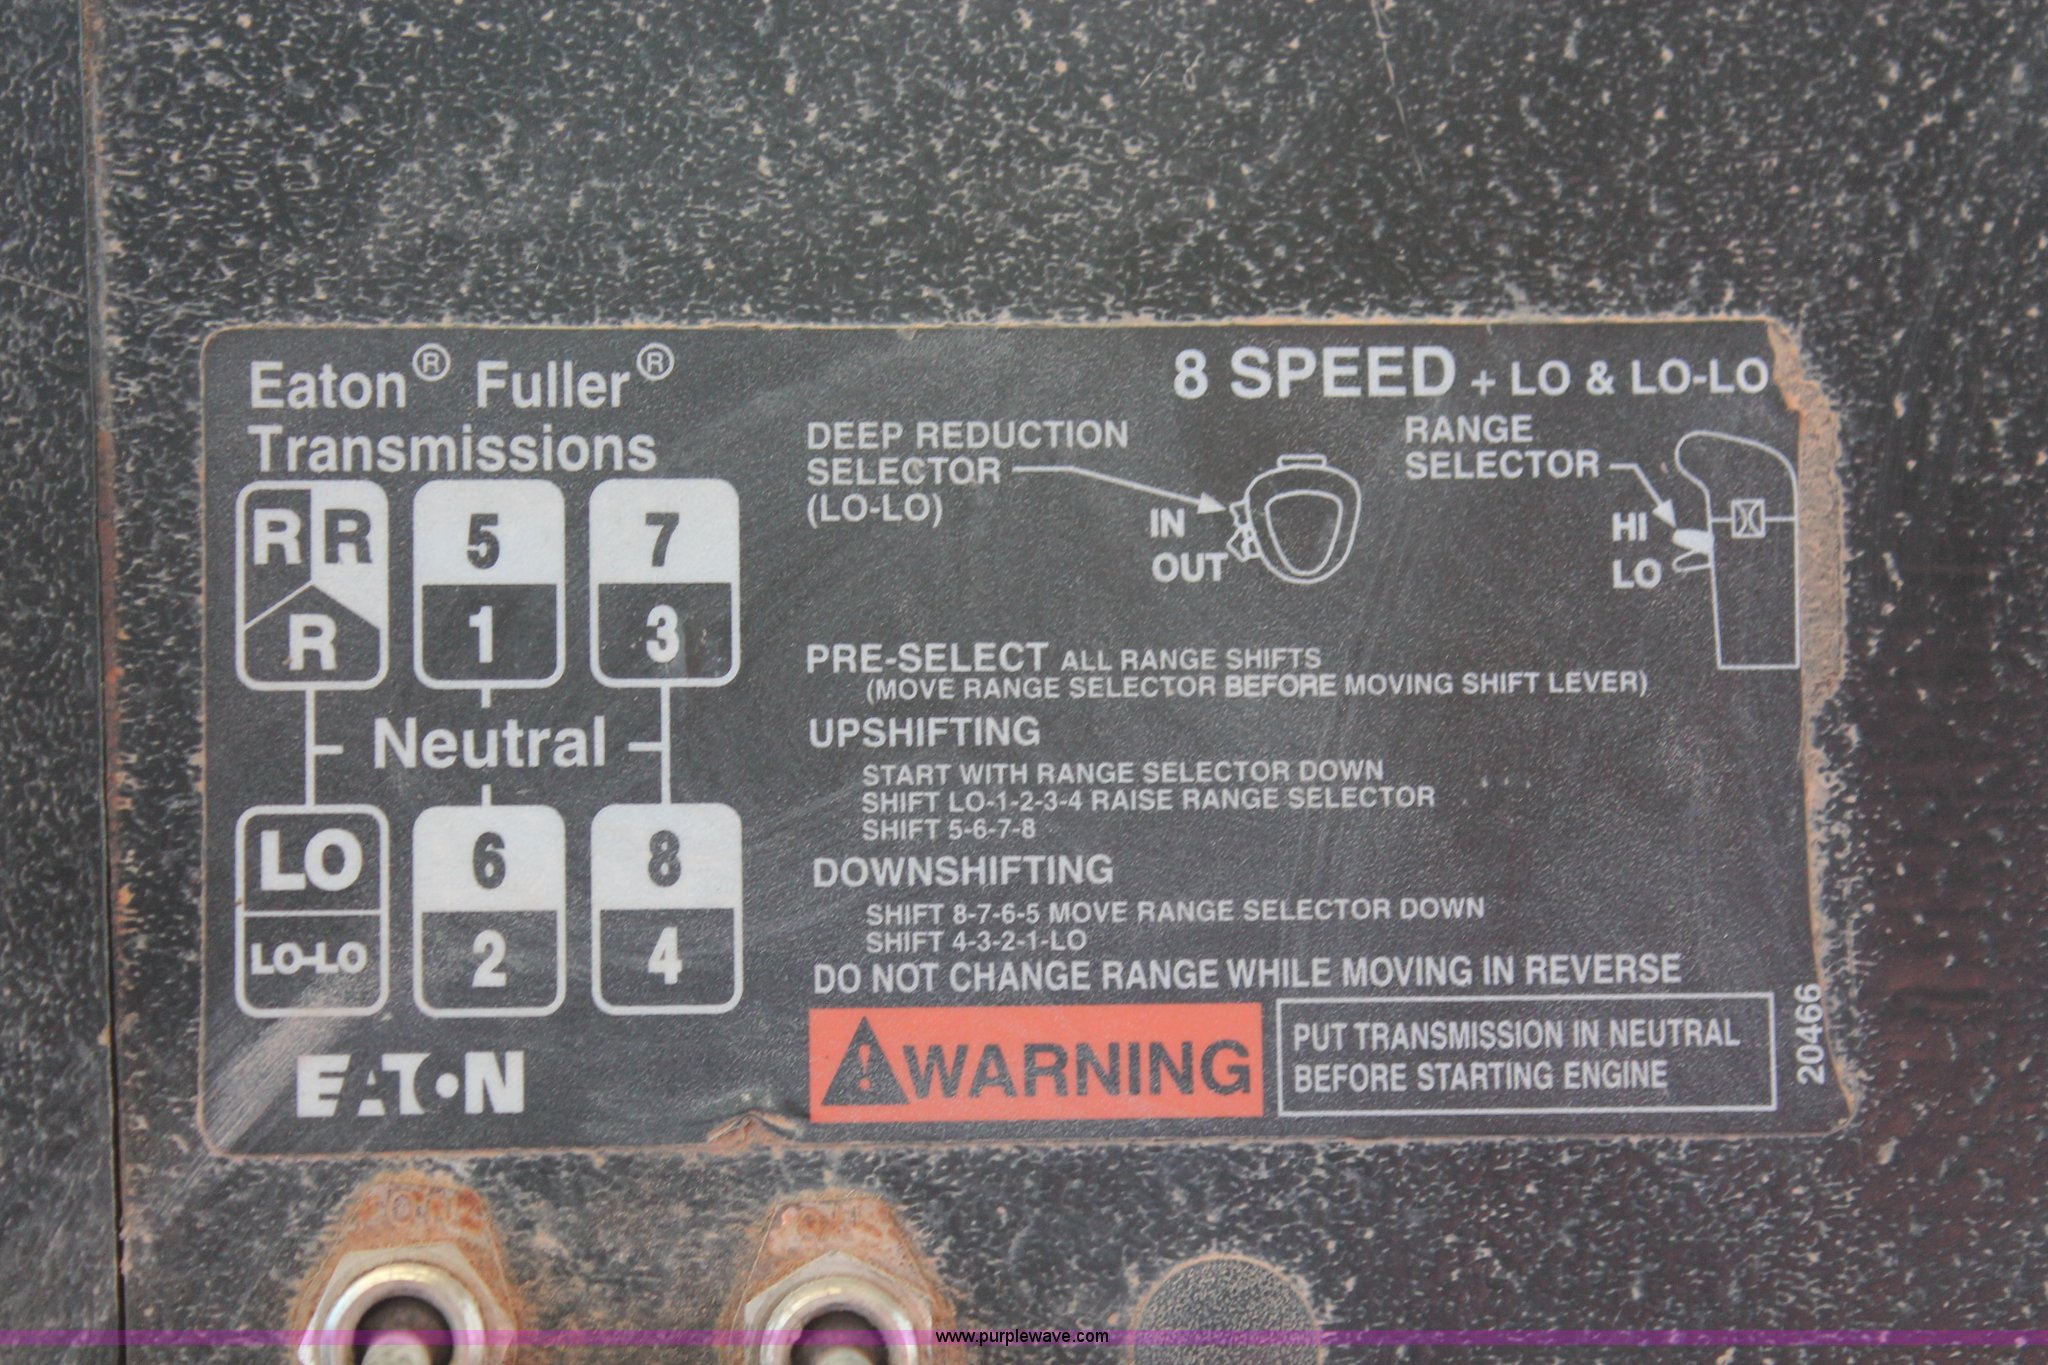 Eaton® Fuller®
Transmissions
R R 5 7
R 1 3
Neutral
LO 6 8
LO-LO 2 4
EATON
8 SPEED + LO & LO-LO
DEEP REDUCTION
SELECTOR
(LO-LO)
IN
OUT
RANGE
SELECTOR
HI
LO
PRE-SELECT ALL RANGE SHIFTS
(MOVE RANGE SELECTOR BEFORE MOVING SHIFT LEVER)
UPSHIFTING
START WITH RANGE SELECTOR DOWN
SHIFT LO-1-2-3-4 RAISE RANGE SELECTOR
SHIFT 5-6-7-8
DOWNSHIFTING
SHIFT 8-7-6-5 MOVE RANGE SELECTOR DOWN
SHIFT 4-3-2-1-LO
DO NOT CHANGE RANGE WHILE MOVING IN REVERSE
WARNING
PUT TRANSMISSION IN NEUTRAL
BEFORE STARTING ENGINE
20466
www.purplewave.com